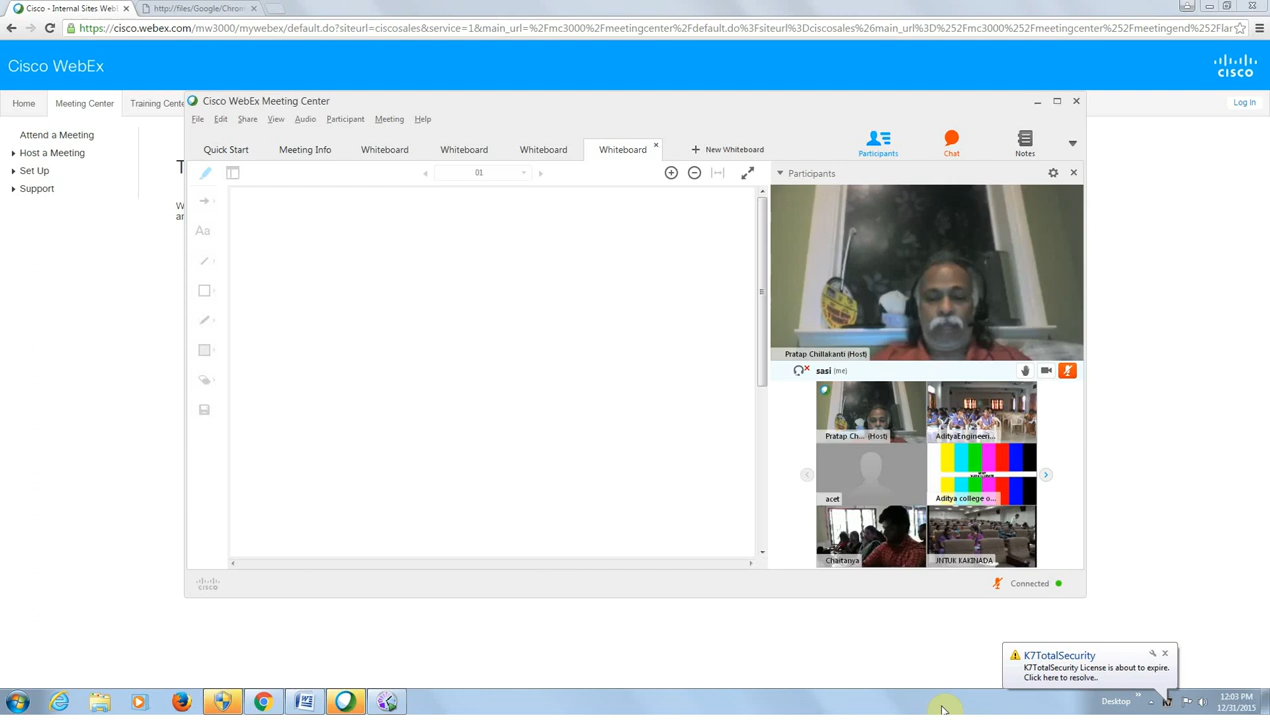 Cisco - Internal Sites WebE
http://files/Google/Chrom
https://cisco.webex.com/mw3000/mywebex/default.do?siteurl=ciscosales&service=1&main_url=%2Fmc3000%2Fmeetingcenter%2Fdefault.do%3Fsiteurl%3Dciscosales%26main_url%3D%252Fmc3000%252Fmeetingcenter%252Fmeetingend%252Flar
Cisco WebEx
CISCO
Home
Meeting Center
Training Cente
Log In
Attend a Meeting
Host a Meeting
Set Up
Support
Cisco WebEx Meeting Center
File Edit Share View Audio Participant Meeting Help
Quick Start
Meeting Info
Whiteboard
Whiteboard
Whiteboard
Whiteboard
New Whiteboard
Participants
Chat
Notes
01
Aa
Participants
Pratap Chillakanti (Host)
sasi (me)
Pratap Ch... (Host)
AdityaEngineeri...
acet
Aditya college o...
Chaitanya
JNTUK KAKINADA
CISCO
Connected
K7TotalSecurity
K7TotalSecurity License is about to expire.
Click here to resolve..
Desktop
12:03 PM
12/31/2015